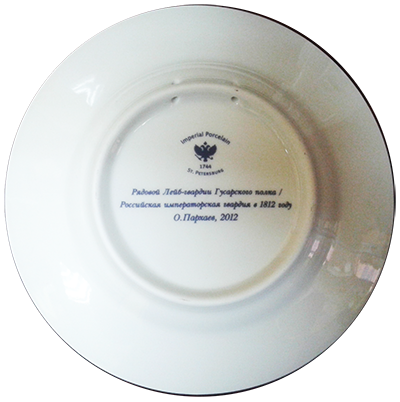 Imperial Porcelain
1744
St. Petersburg
Рядовой Лейб-гвардии Гусарского полка /
Российская императорская гвардия в 1812 году
О.Пархаев, 2012